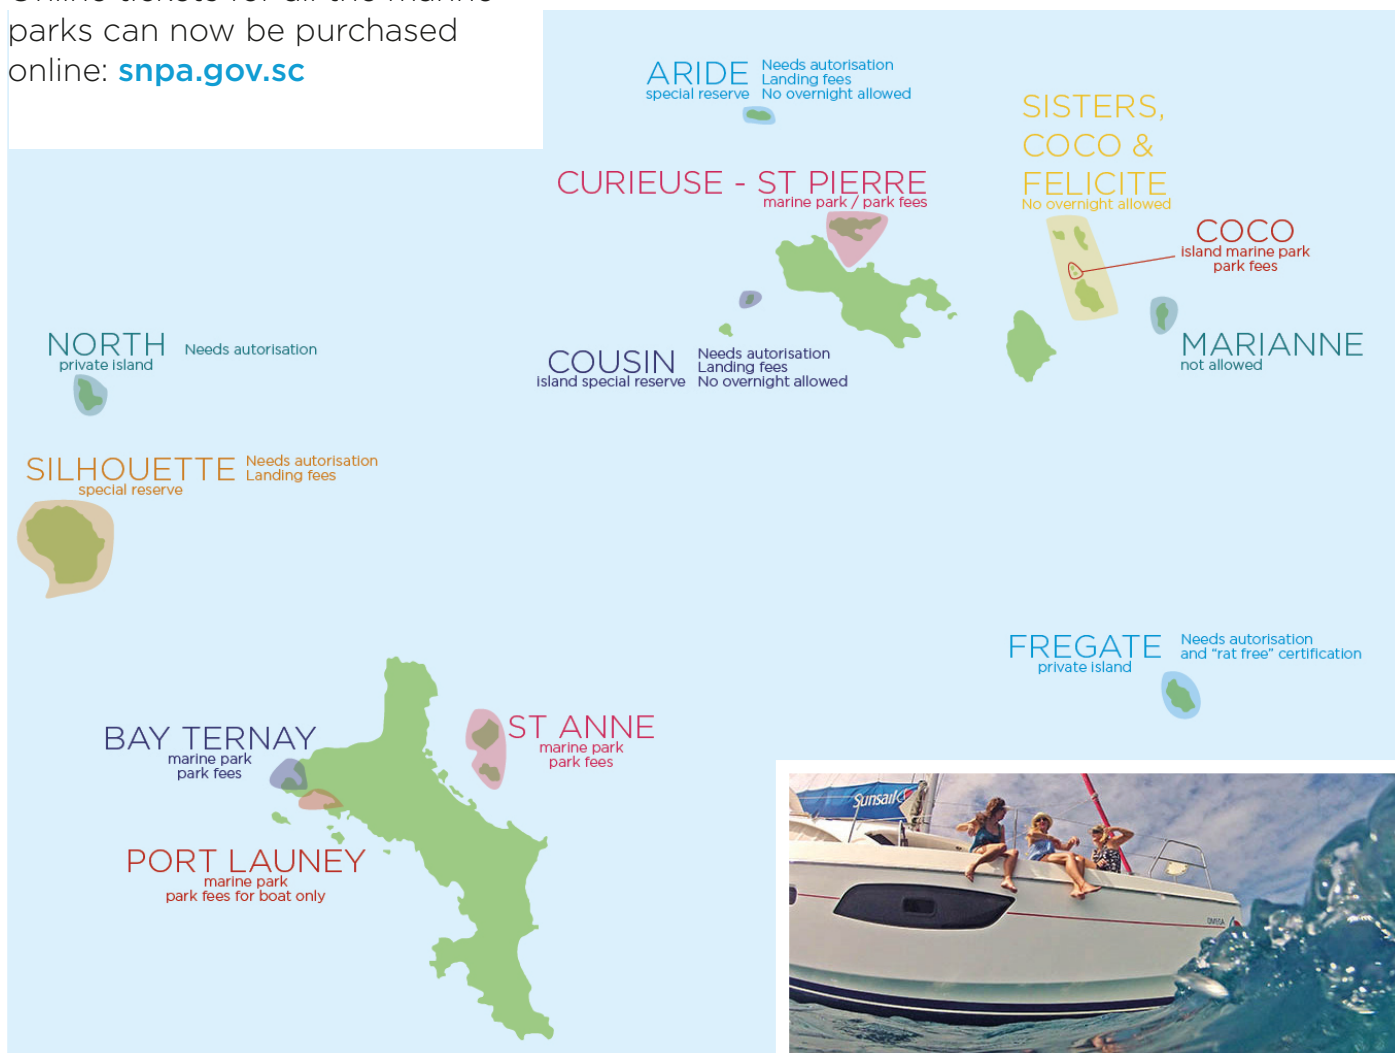 parks can now be purchased
online: snpa.gov.sc
ARIDE
special reserve
Needs autorisation
Landing fees
No overnight allowed
SISTERS,
COCO &
FELICITE
No overnight allowed
CURIEUSE - ST PIERRE
marine park / park fees
COCO
island marine park
park fees
NORTH
private island
Needs autorisation
COUSIN
island special reserve
Needs autorisation
Landing fees
No overnight allowed
MARIANNE
not allowed
SILHOUETTE
special reserve
Needs autorisation
Landing fees
FREGATE
private island
Needs autorisation
and "rat free" certification
BAY TERNAY
marine park
park fees
ST ANNE
marine park
park fees
PORT LAUNEY
marine park
park fees for boat only
Sunsail